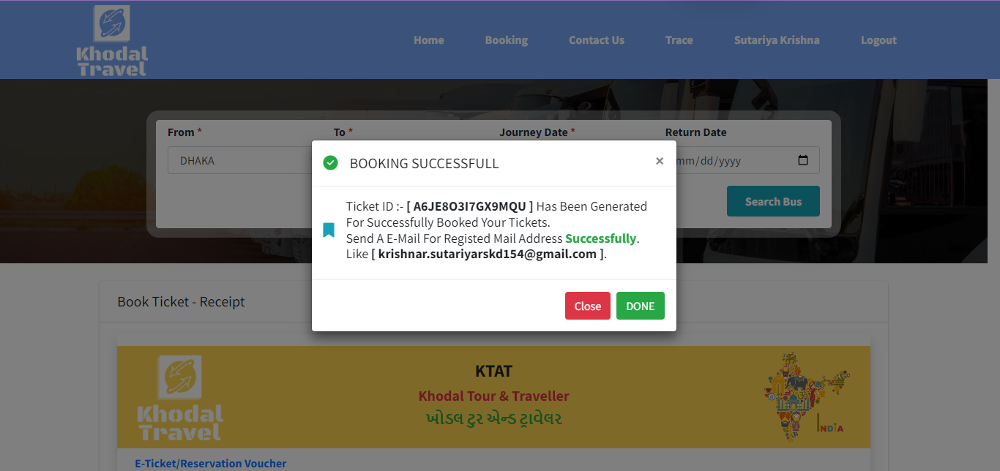 Khodal
Travel
Home
Booking
Contact Us
Trace
Sutariya Krishna
Logout
From *
To *
Journey Date *
Return Date
DHAKA
mm/dd/yyyy
Search Bus
BOOKING SUCCESSFULL
×
Ticket ID :- [ A6JE8O3I7GX9MQU ] Has Been Generated
For Successfully Booked Your Tickets.
Send A E-Mail For Registed Mail Address Successfully.
Like [ krishnar.sutariyarskd154@gmail.com ].
Close
DONE
Book Ticket - Receipt
Khodal
Travel
KTAT
Khodal Tour & Traveller
ખોડલ ટુર એન્ડ ટ્રાવેલર
INDIA
E-Ticket/Reservation Voucher